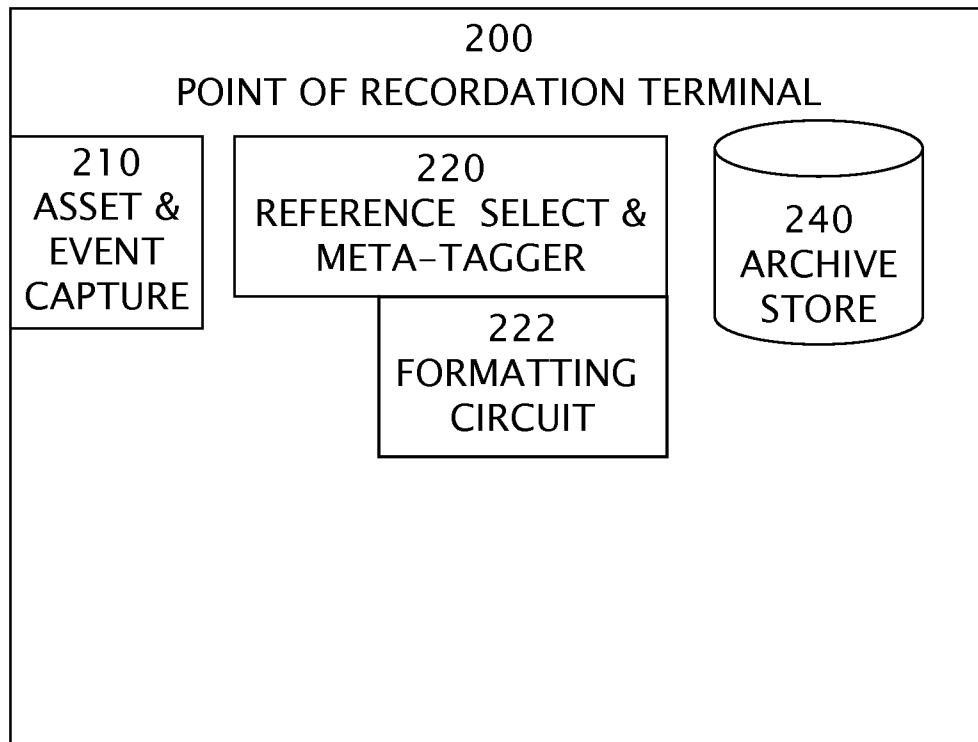 200
POINT OF RECORDATION TERMINAL
210
ASSET &
EVENT
CAPTURE
220
REFERENCE SELECT &
META-TAGGER
222
FORMATTING
CIRCUIT
240
ARCHIVE
STORE